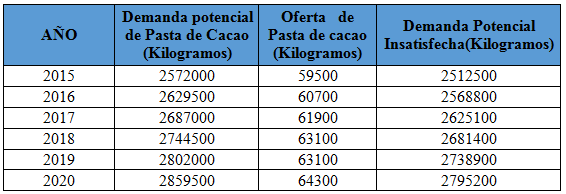 AÑO Demanda potencial de Pasta de Cacao (Kilogramos) Oferta de Pasta de cacao (Kilogramos) Demanda Potencial Insatisfecha(Kilogramos)
2015 2572000 59500 2512500
2016 2629500 60700 2568800
2017 2687000 61900 2625100
2018 2744500 63100 2681400
2019 2802000 63100 2738900
2020 2859500 64300 2795200